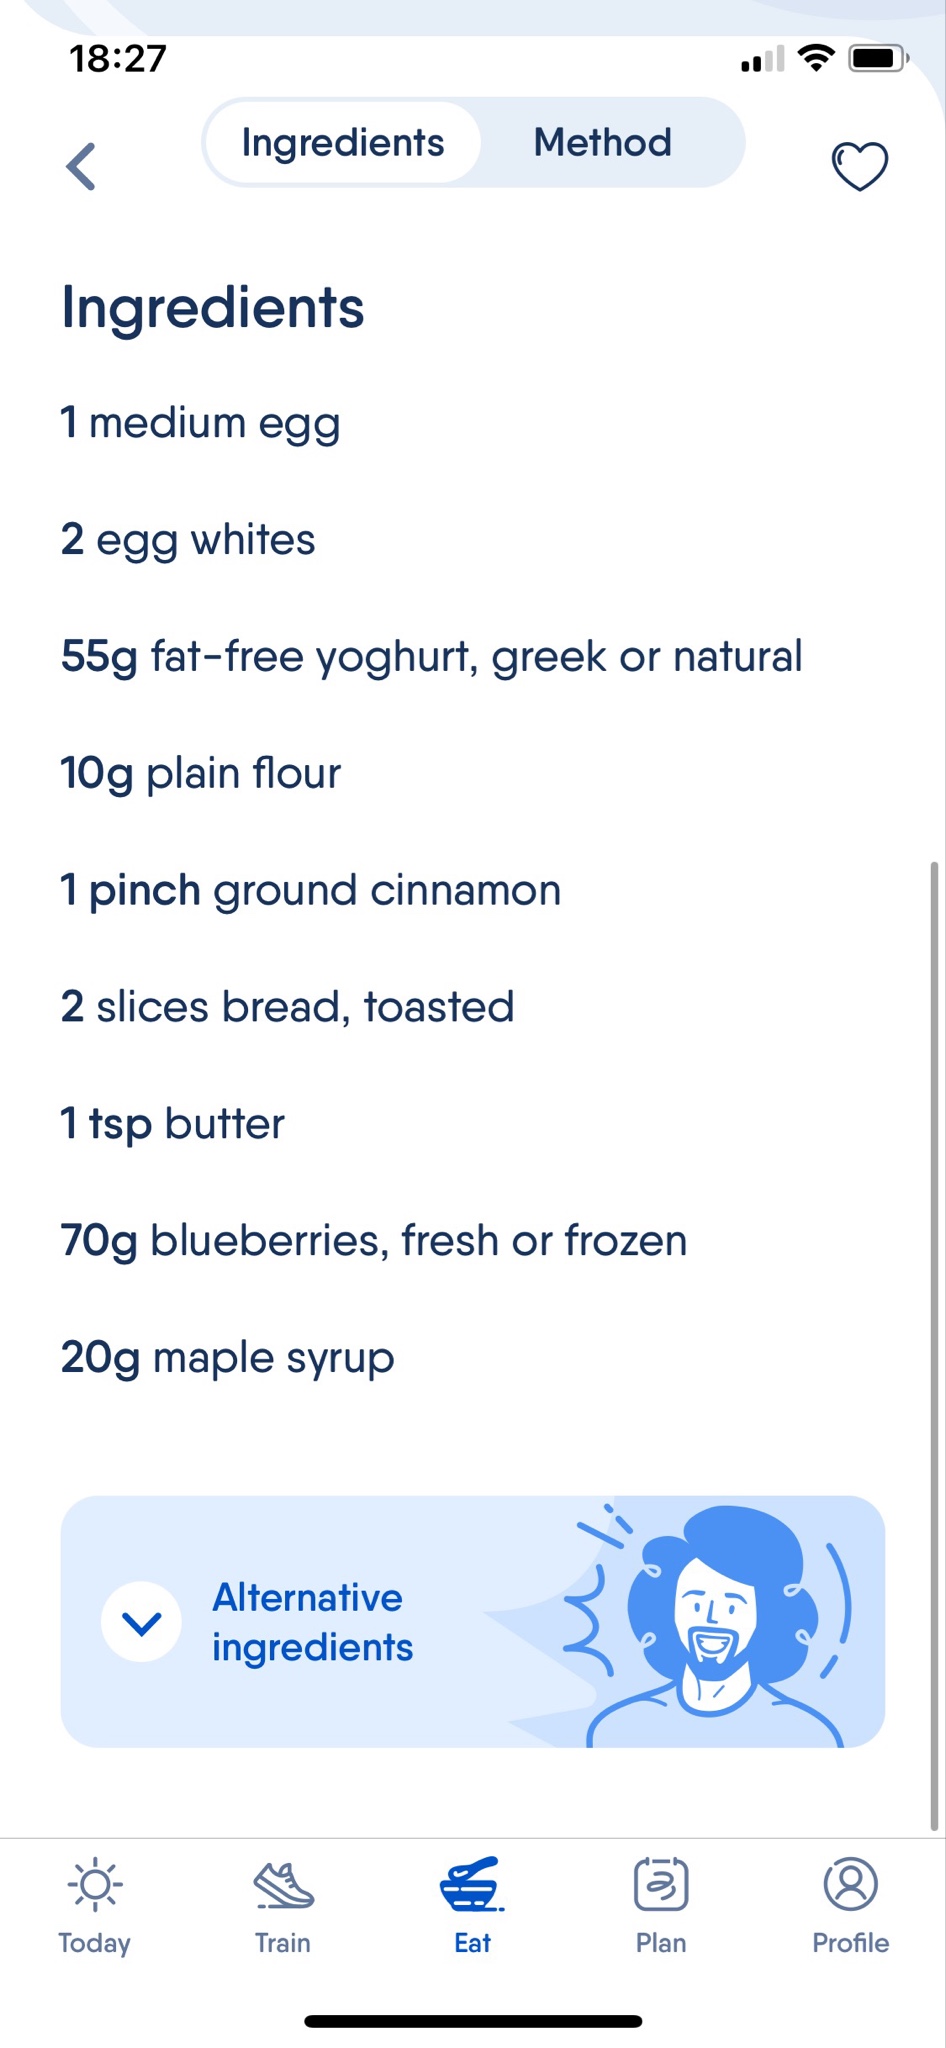 18:27
Ingredients
Method
Ingredients
1 medium egg
2 egg whites
55g fat-free yoghurt, greek or natural
10g plain flour
1 pinch ground cinnamon
2 slices bread, toasted
1 tsp butter
70g blueberries, fresh or frozen
20g maple syrup
Alternative
ingredients
Today
Train
Eat
Plan
Profile